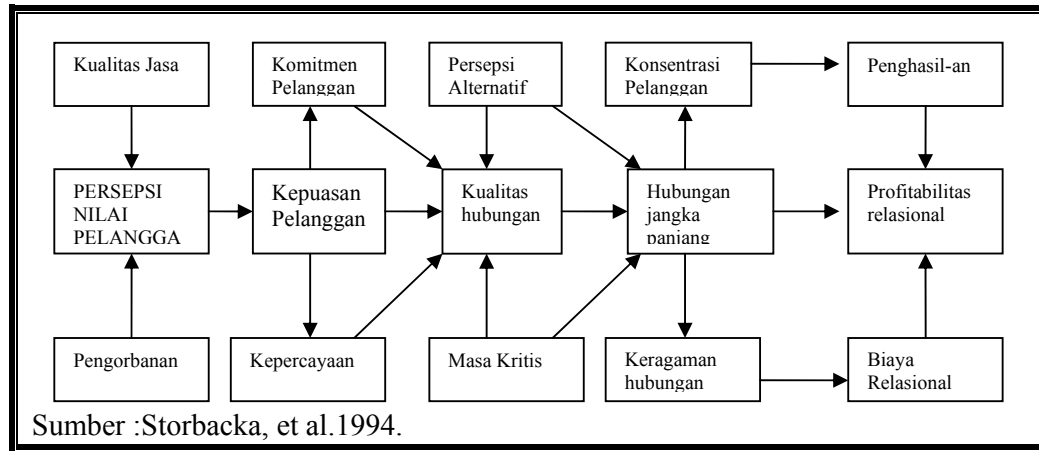 Kualitas Jasa
Komitmen
Pelanggan
Persepsi
Alternatif
Konsentrasi
Pelanggan
Penghasil-an
PERSEPSI
NILAI
PELANGGA
Kepuasan
Pelanggan
Kualitas
hubungan
Hubungan
jangka
panjang
Profitabilitas
relasional
Pengorbanan
Kepercayaan
Masa Kritis
Keragaman
hubungan
Biaya
Relasional
Sumber :Storbacka, et al.1994.